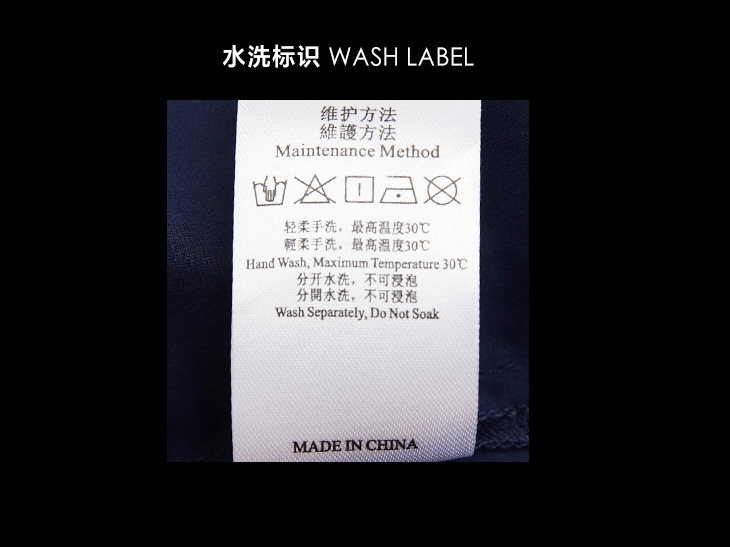 水洗标识 WASH LABEL
维护方法
維護方法
Maintenance Method
轻柔手洗，最高温度30℃
輕柔手洗，最高溫度30℃
Hand Wash, Maximum Temperature 30℃
分开水洗，不可浸泡
分開水洗，不可浸泡
Wash Separately, Do Not Soak
MADE IN CHINA